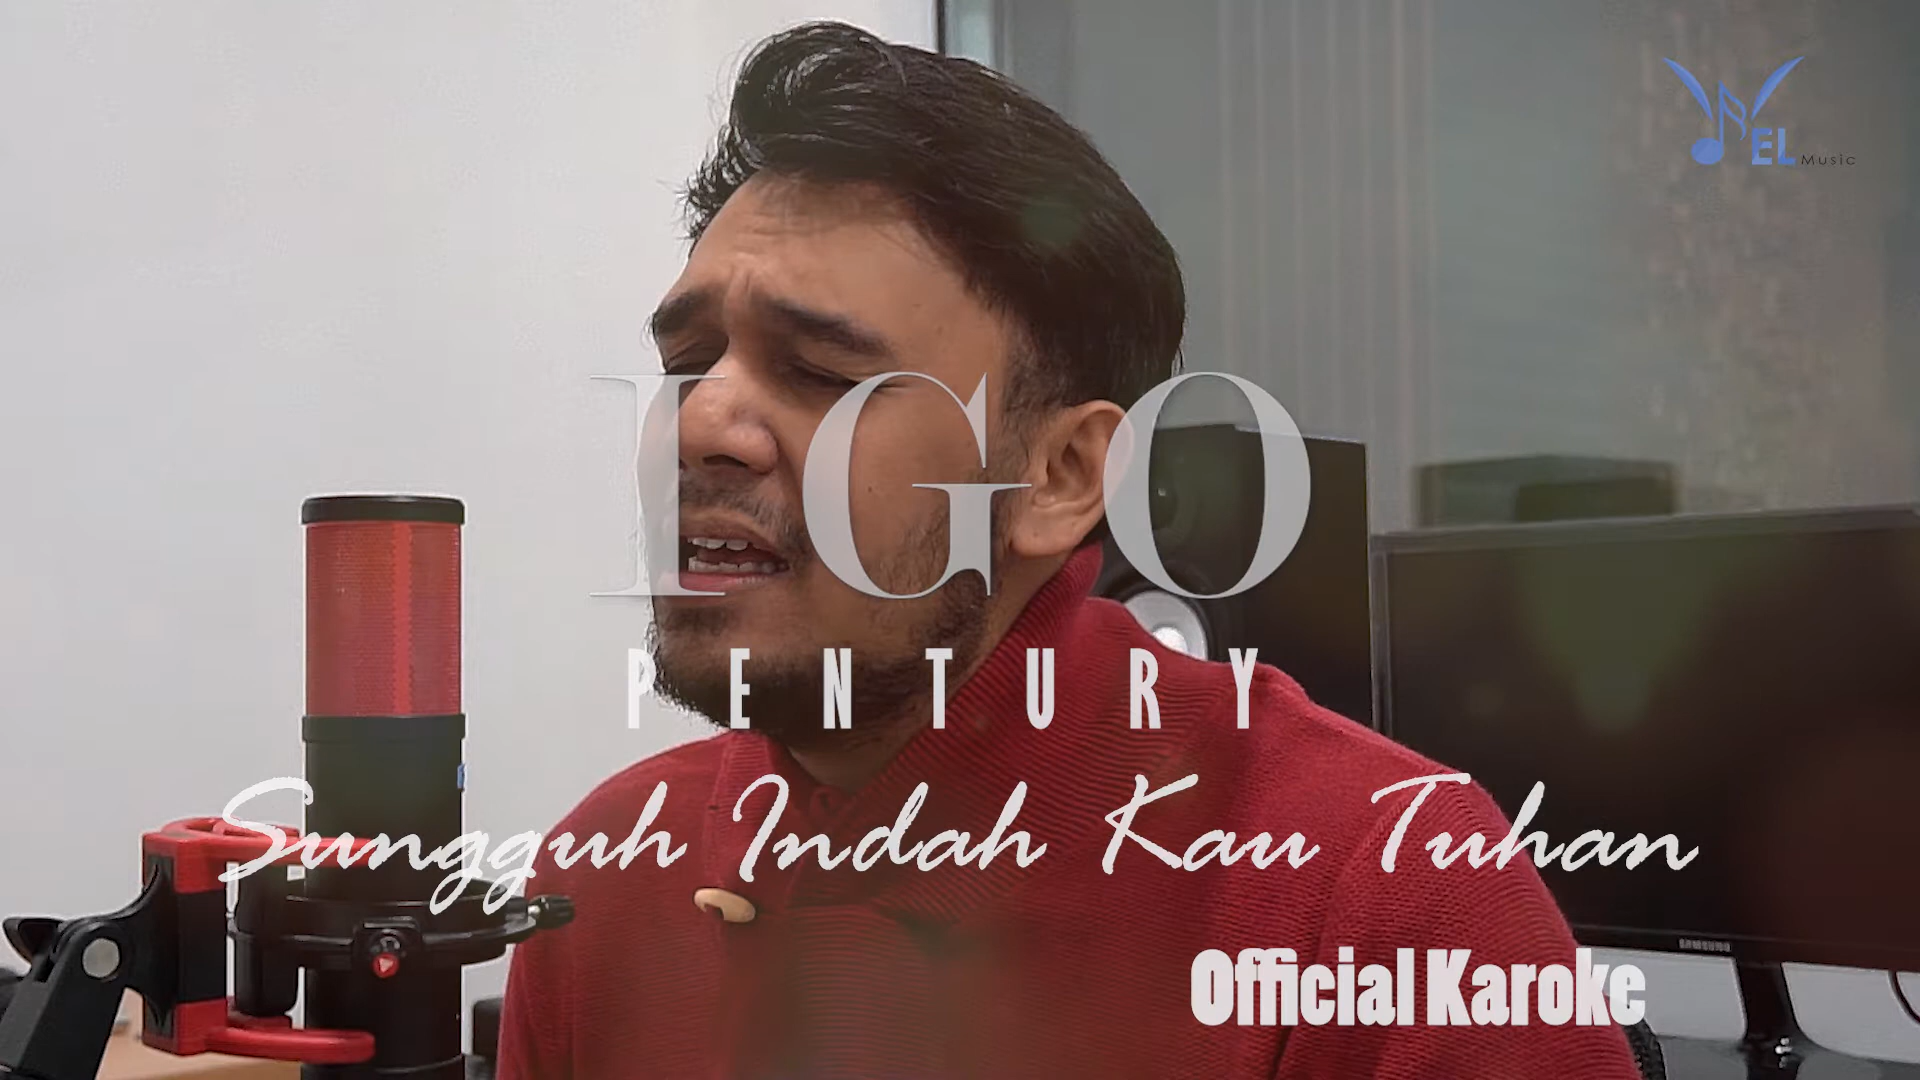 EL Music
IGO
PENTURY
Sungguh Indah Kau Tuhan
SAMSUNG
Official Karoke